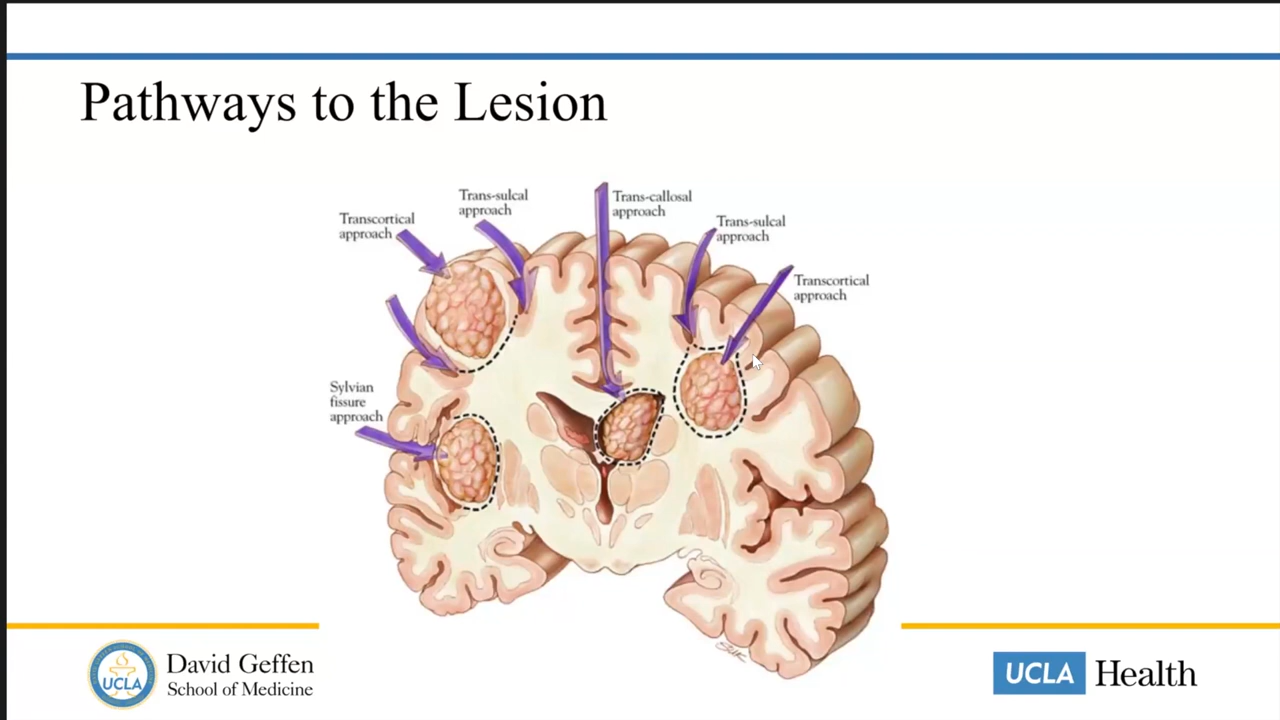 Pathways to the Lesion
Trans-sulcal
approach
Trans-callosal
approach
Transcortical
approach
Trans-sulcal
approach
Transcortical
approach
Sylvian
fissure
approach
UCLA
David Geffen
School of Medicine
UCLA Health